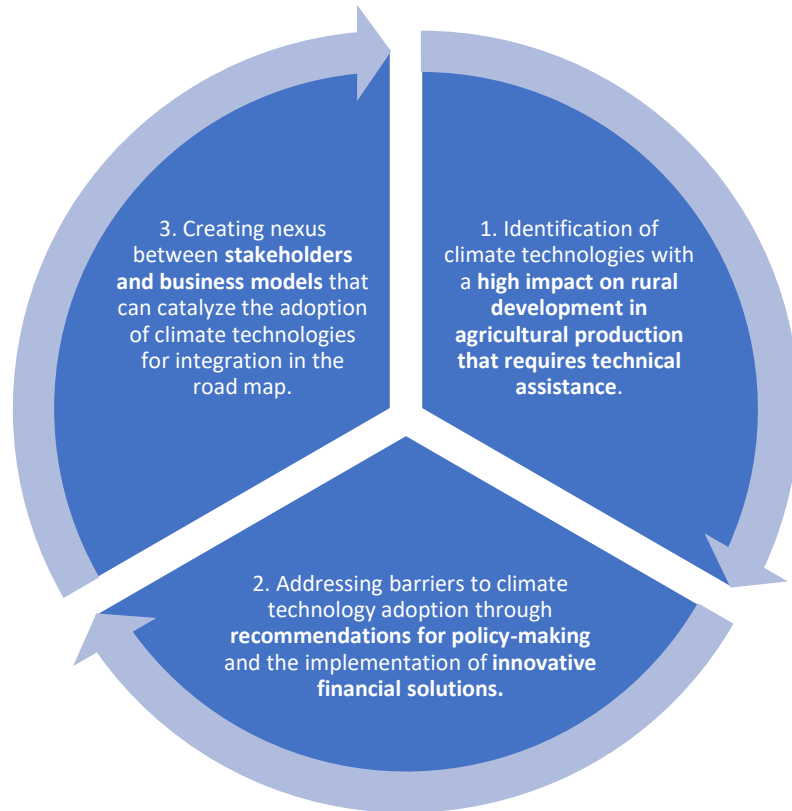 1. Identification of
climate technologies with
a high impact on rural
development in
agricultural production
that requires technical
assistance.
2. Addressing barriers to climate
technology adoption through
recommendations for policy-making
and the implementation of innovative
financial solutions.
3. Creating nexus
between stakeholders
and business models that
can catalyze the adoption
of climate technologies
for integration in the
road map.